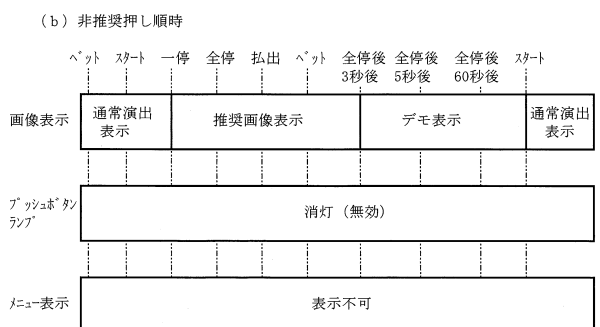 (b) 非推奨押し順時
ﾍﾞｯﾄ ｽﾀｰﾄ 一停 全停 払出 ﾍﾞｯﾄ 全停後 全停後 全停後 ｽﾀｰﾄ
3秒後 5秒後 60秒後
画像表示 通常演出 推奨画像表示 デモ表示 通常演出
表示 表示
ﾌﾟｯｼｭﾎﾞﾀﾝ
ﾗﾝﾌﾟ 消灯(無効)
ﾒﾆｭｰ表示 表示不可